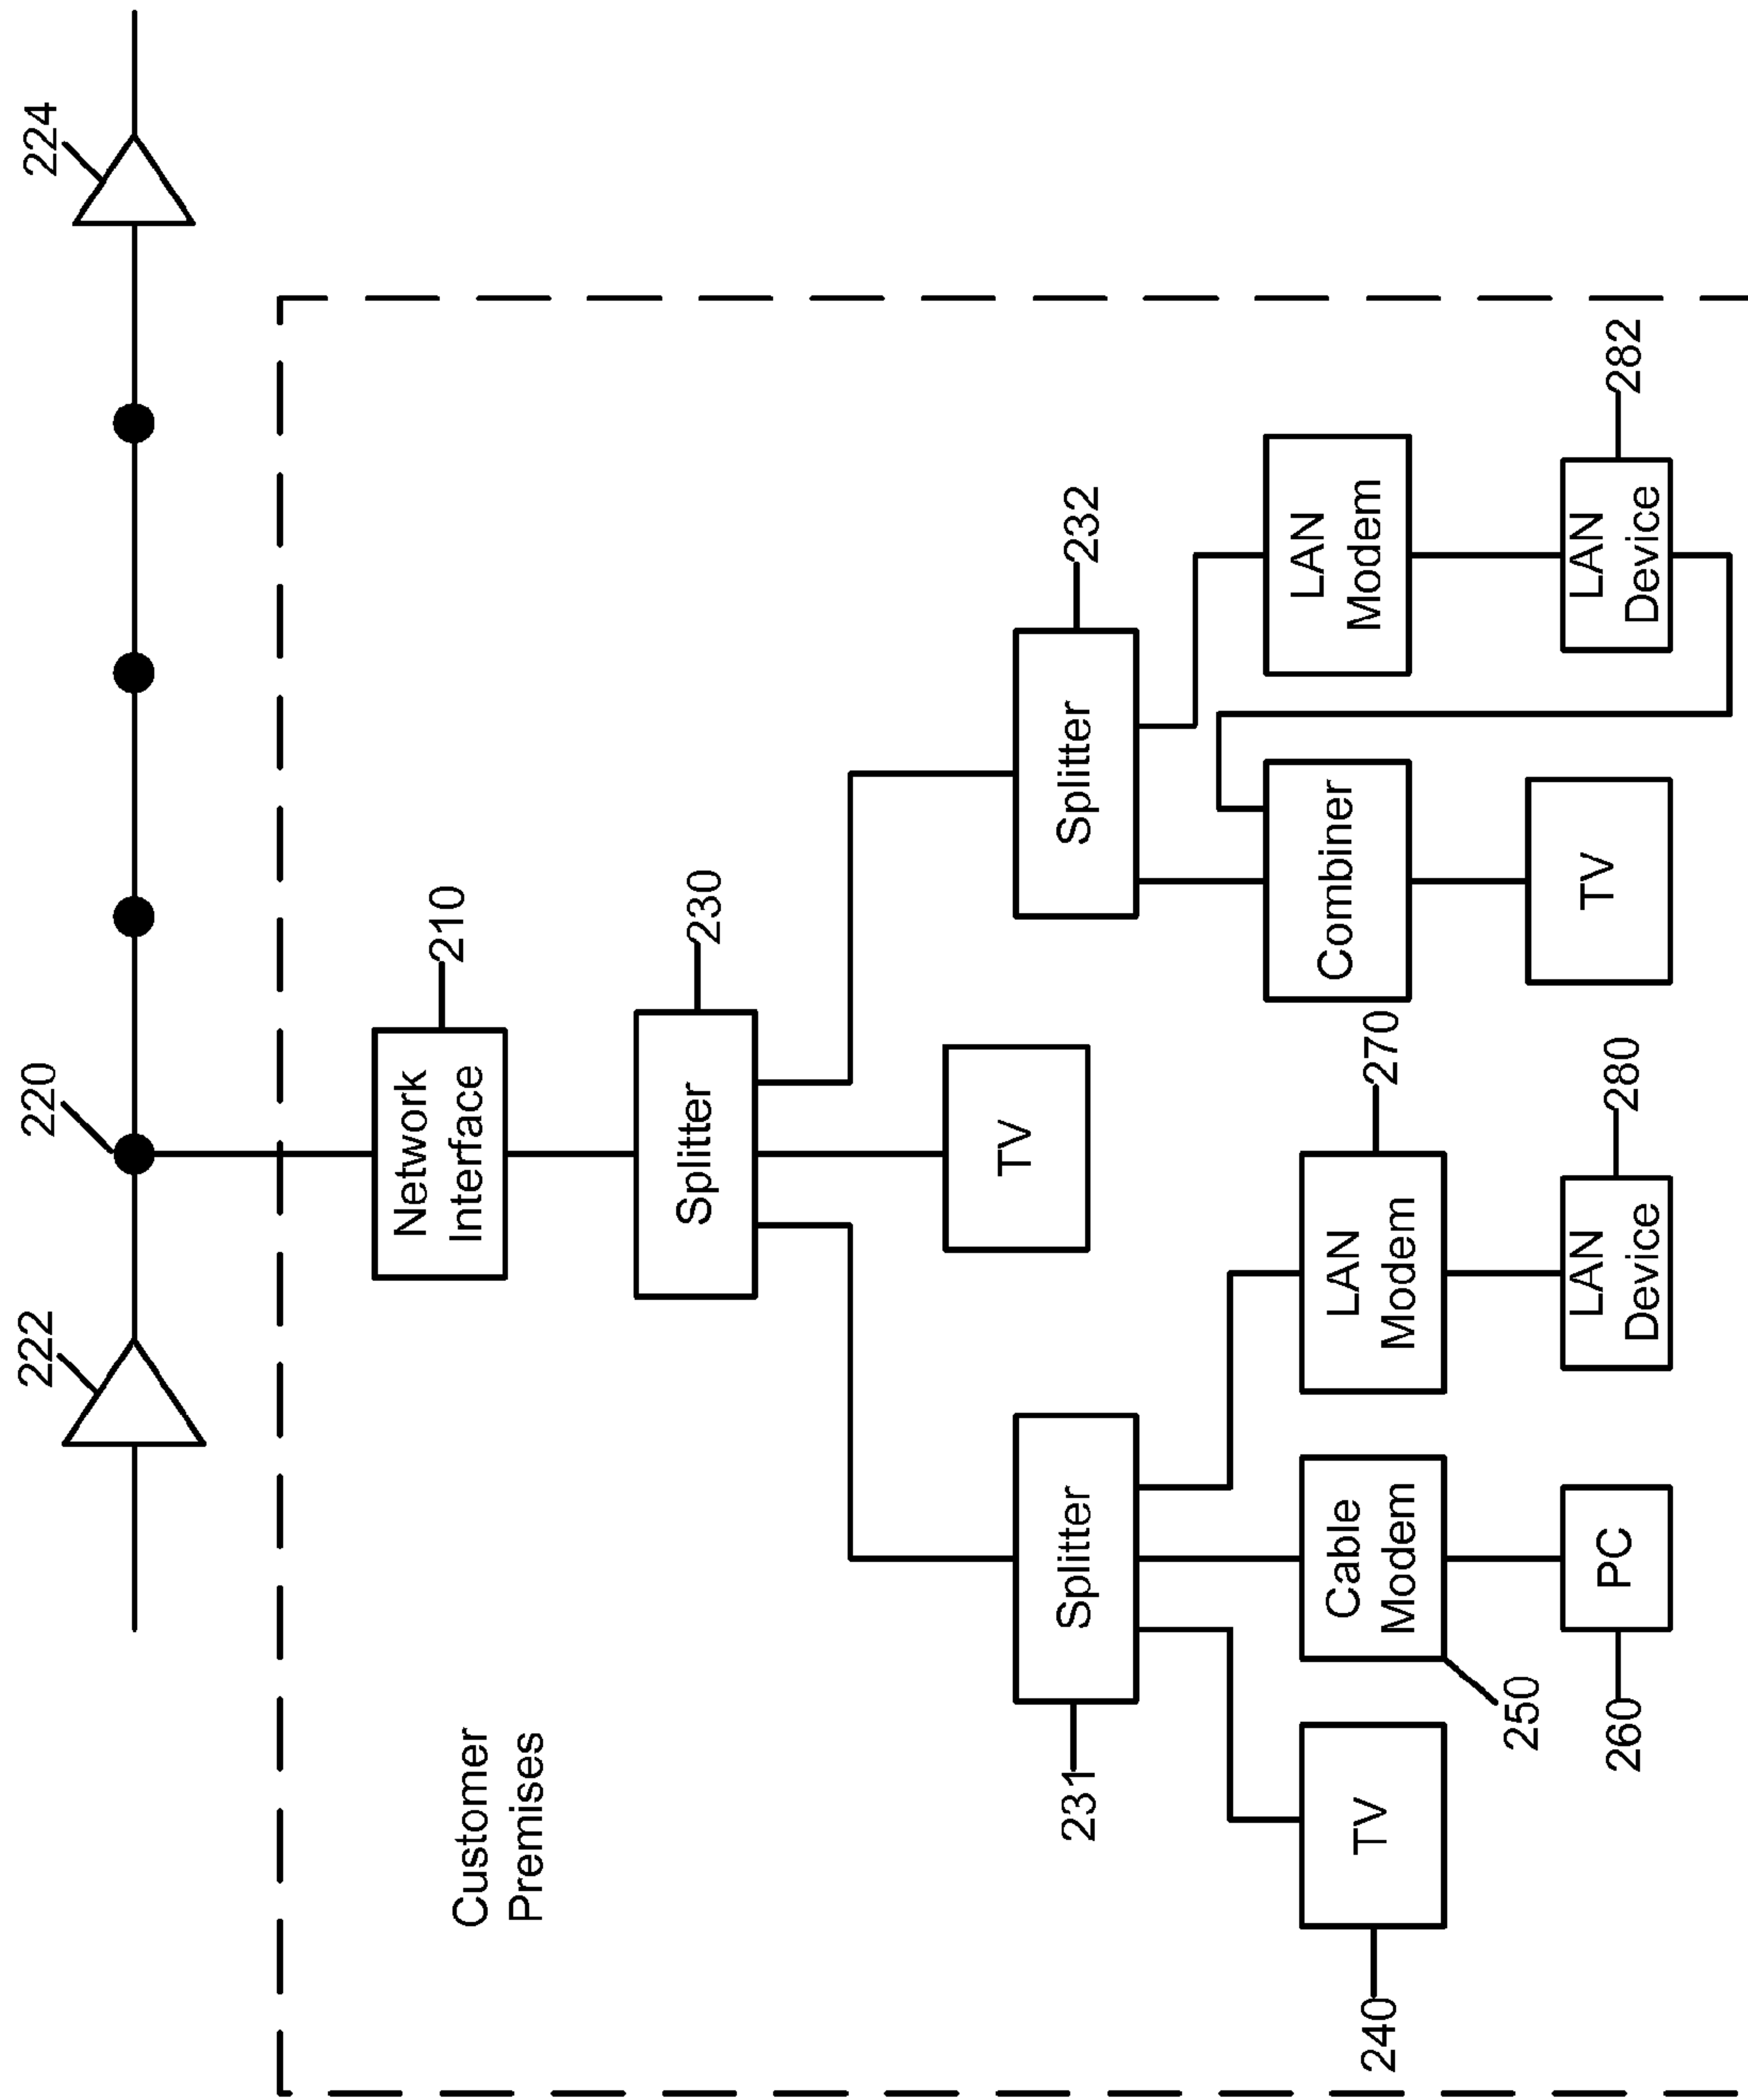 222
220
224
Customer
Premises
Network
Interface
210
Splitter
230
TV
231
Splitter
Splitter
232
240
TV
Cable
Modem
250
LAN
Modem
270
Combiner
LAN
Modem
260
PC
LAN
Device
280
TV
LAN
Device
282